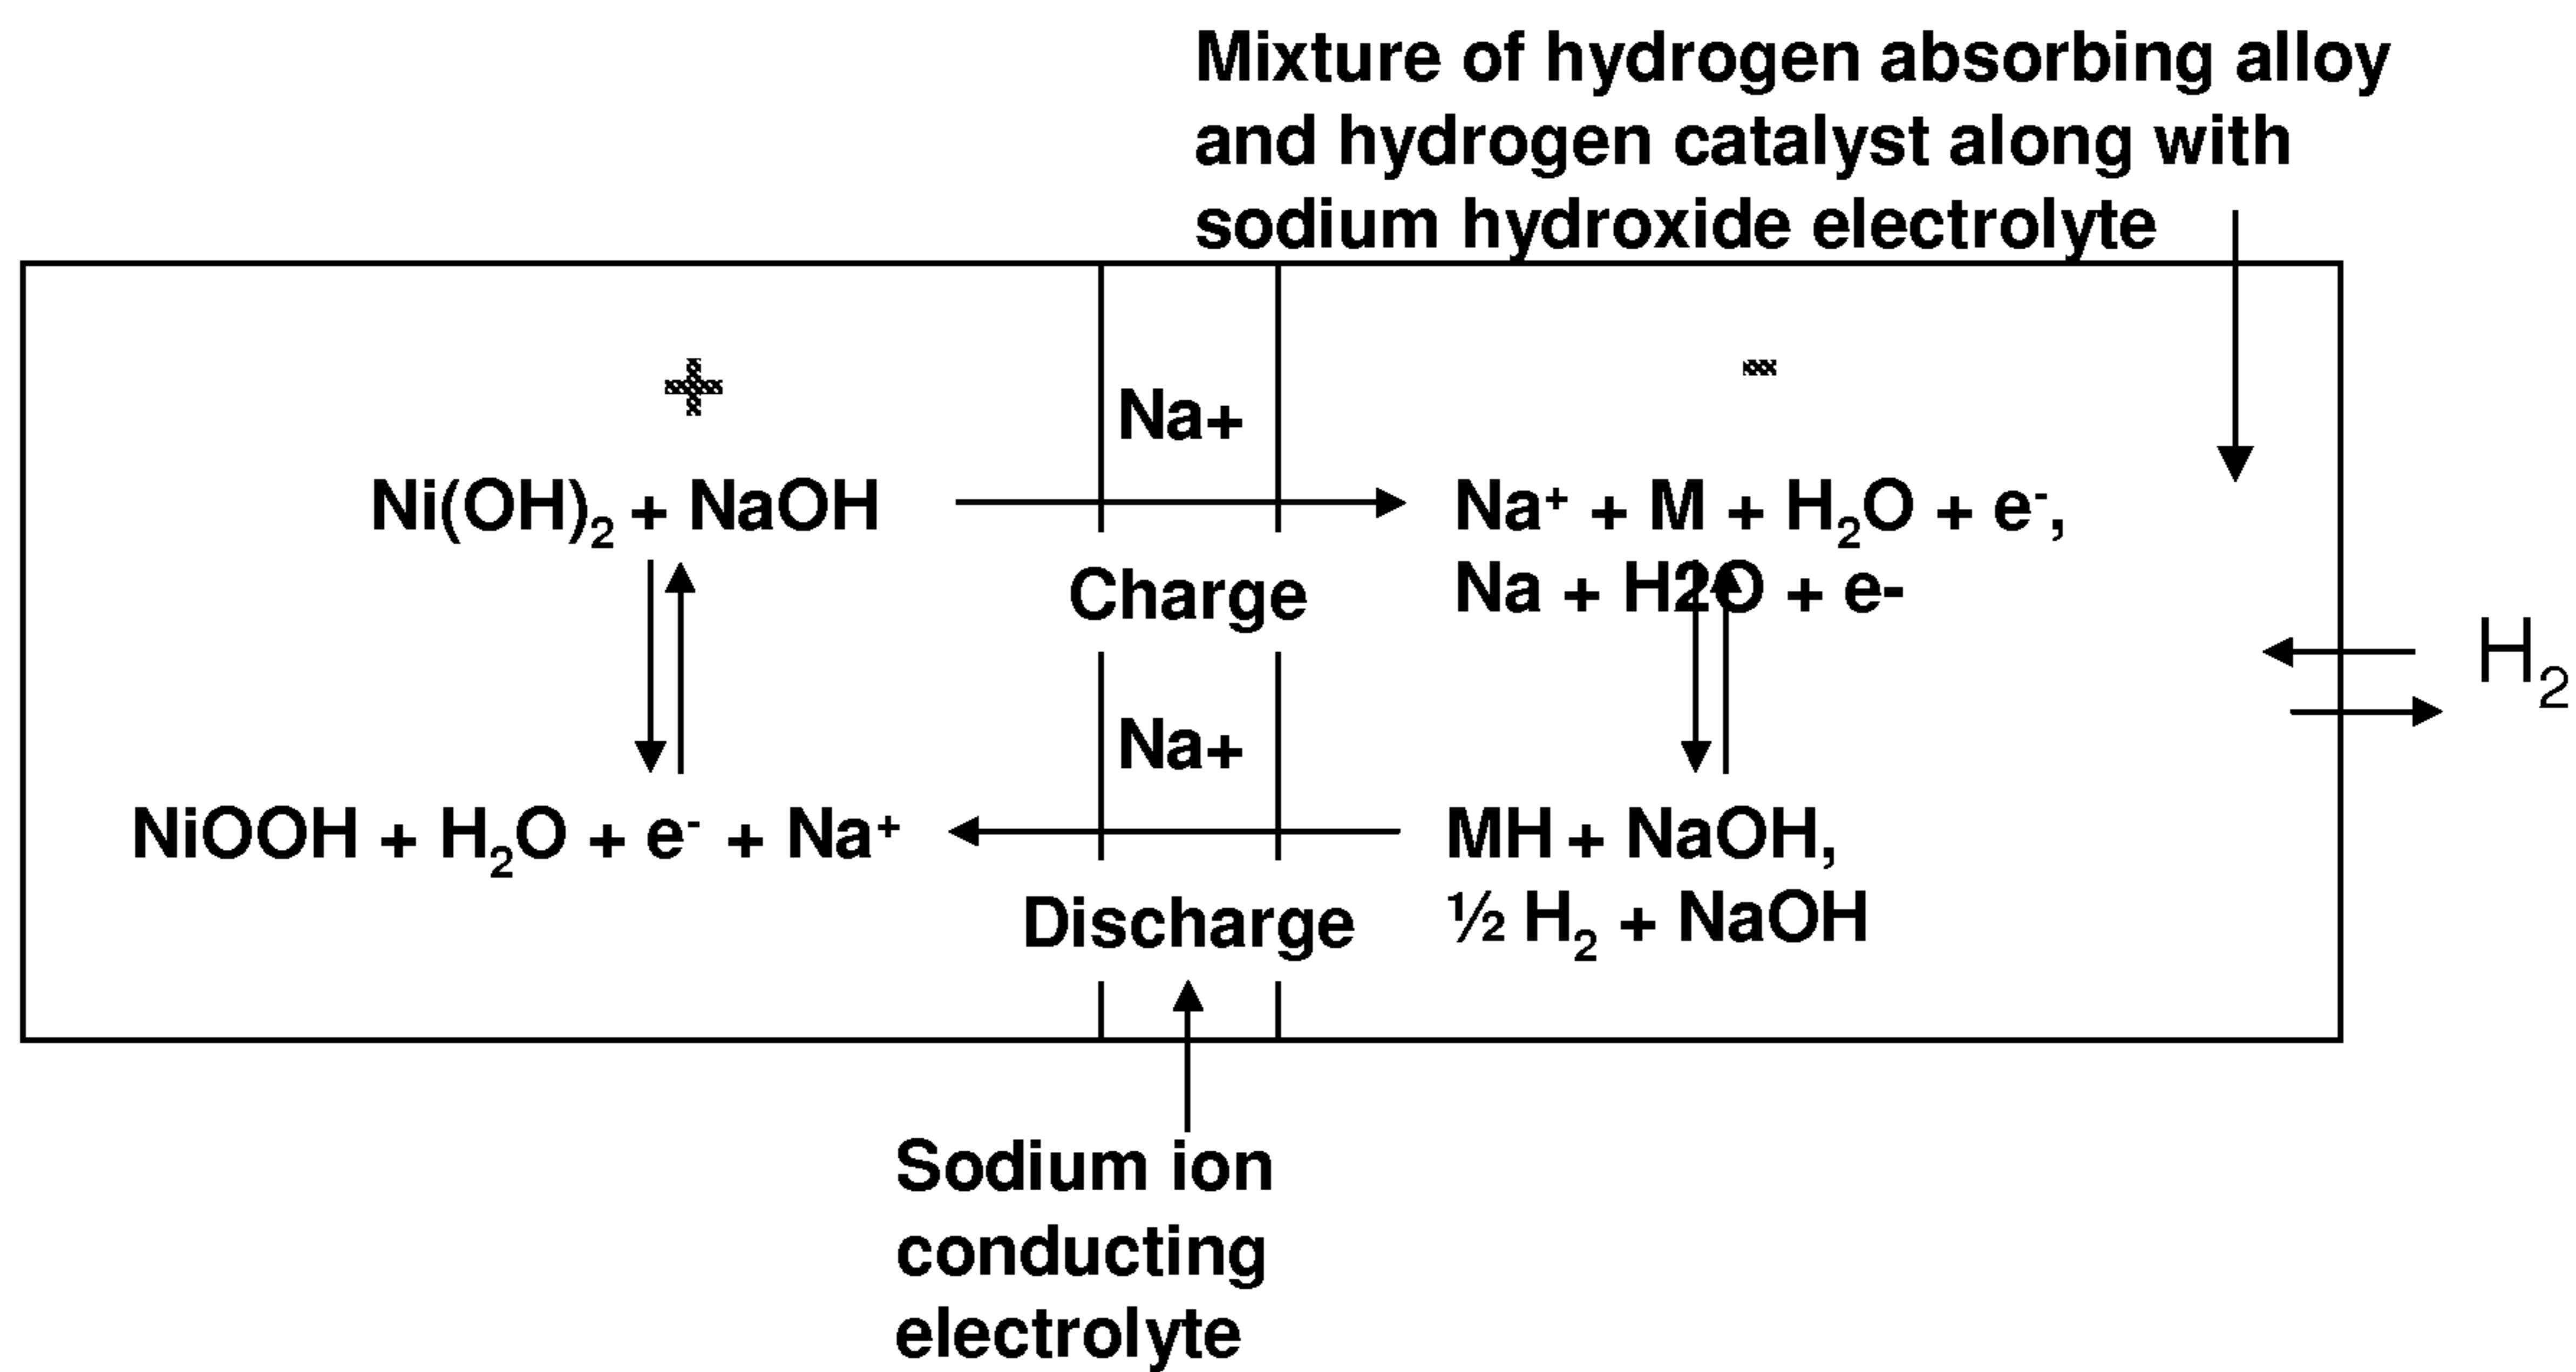 Mixture of hydrogen absorbing alloy
and hydrogen catalyst along with
sodium hydroxide electrolyte
+
-
Na+
Ni(OH)₂ + NaOH
Na⁺ + M + H₂O + e⁻,
Charge
Na + H2O + e-
H₂
Na+
NiOOH + H₂O + e⁻ + Na⁺
MH + NaOH,
Discharge
½ H₂ + NaOH
Sodium ion
conducting
electrolyte